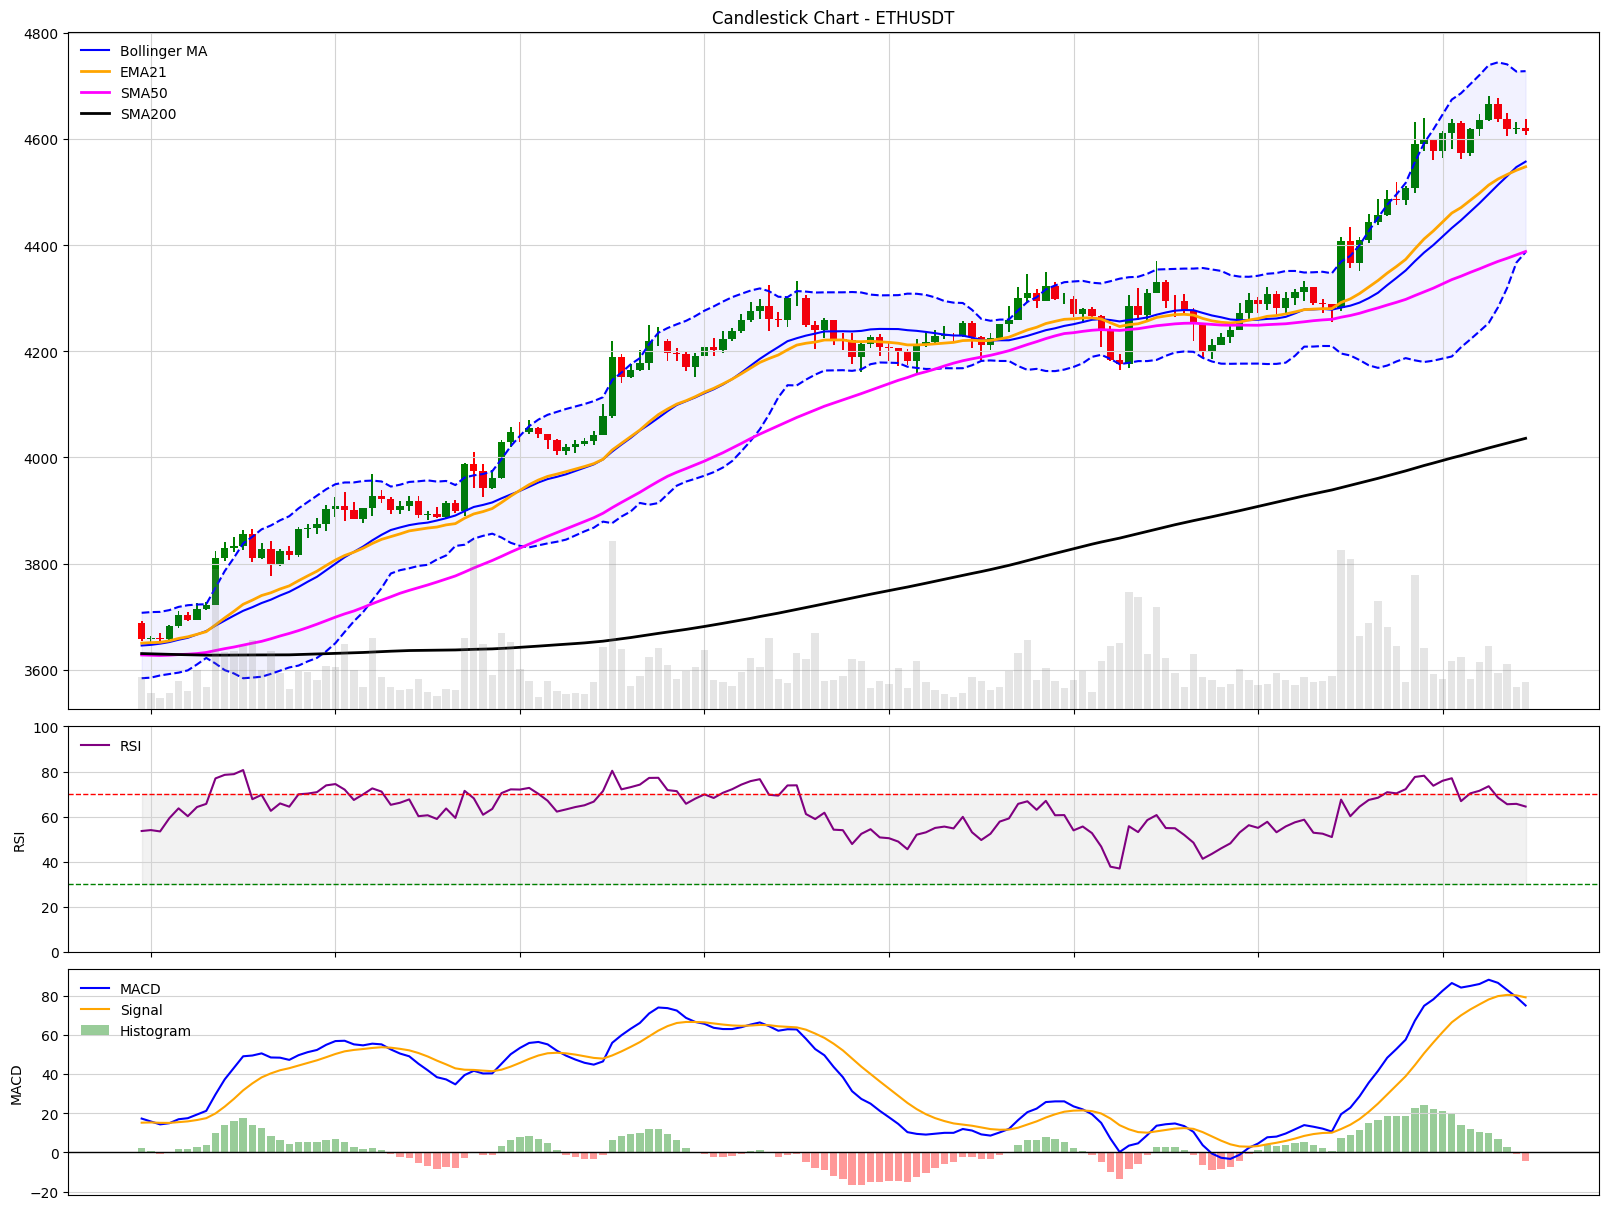 Candlestick Chart - ETHUSDT
4800
4600
4400
4200
4000
3800
3600
Bollinger MA
EMA21
SMA50
SMA200
100
80
60
40
20
0
RSI
RSI
80
60
40
20
0
−20
MACD
MACD
Signal
Histogram